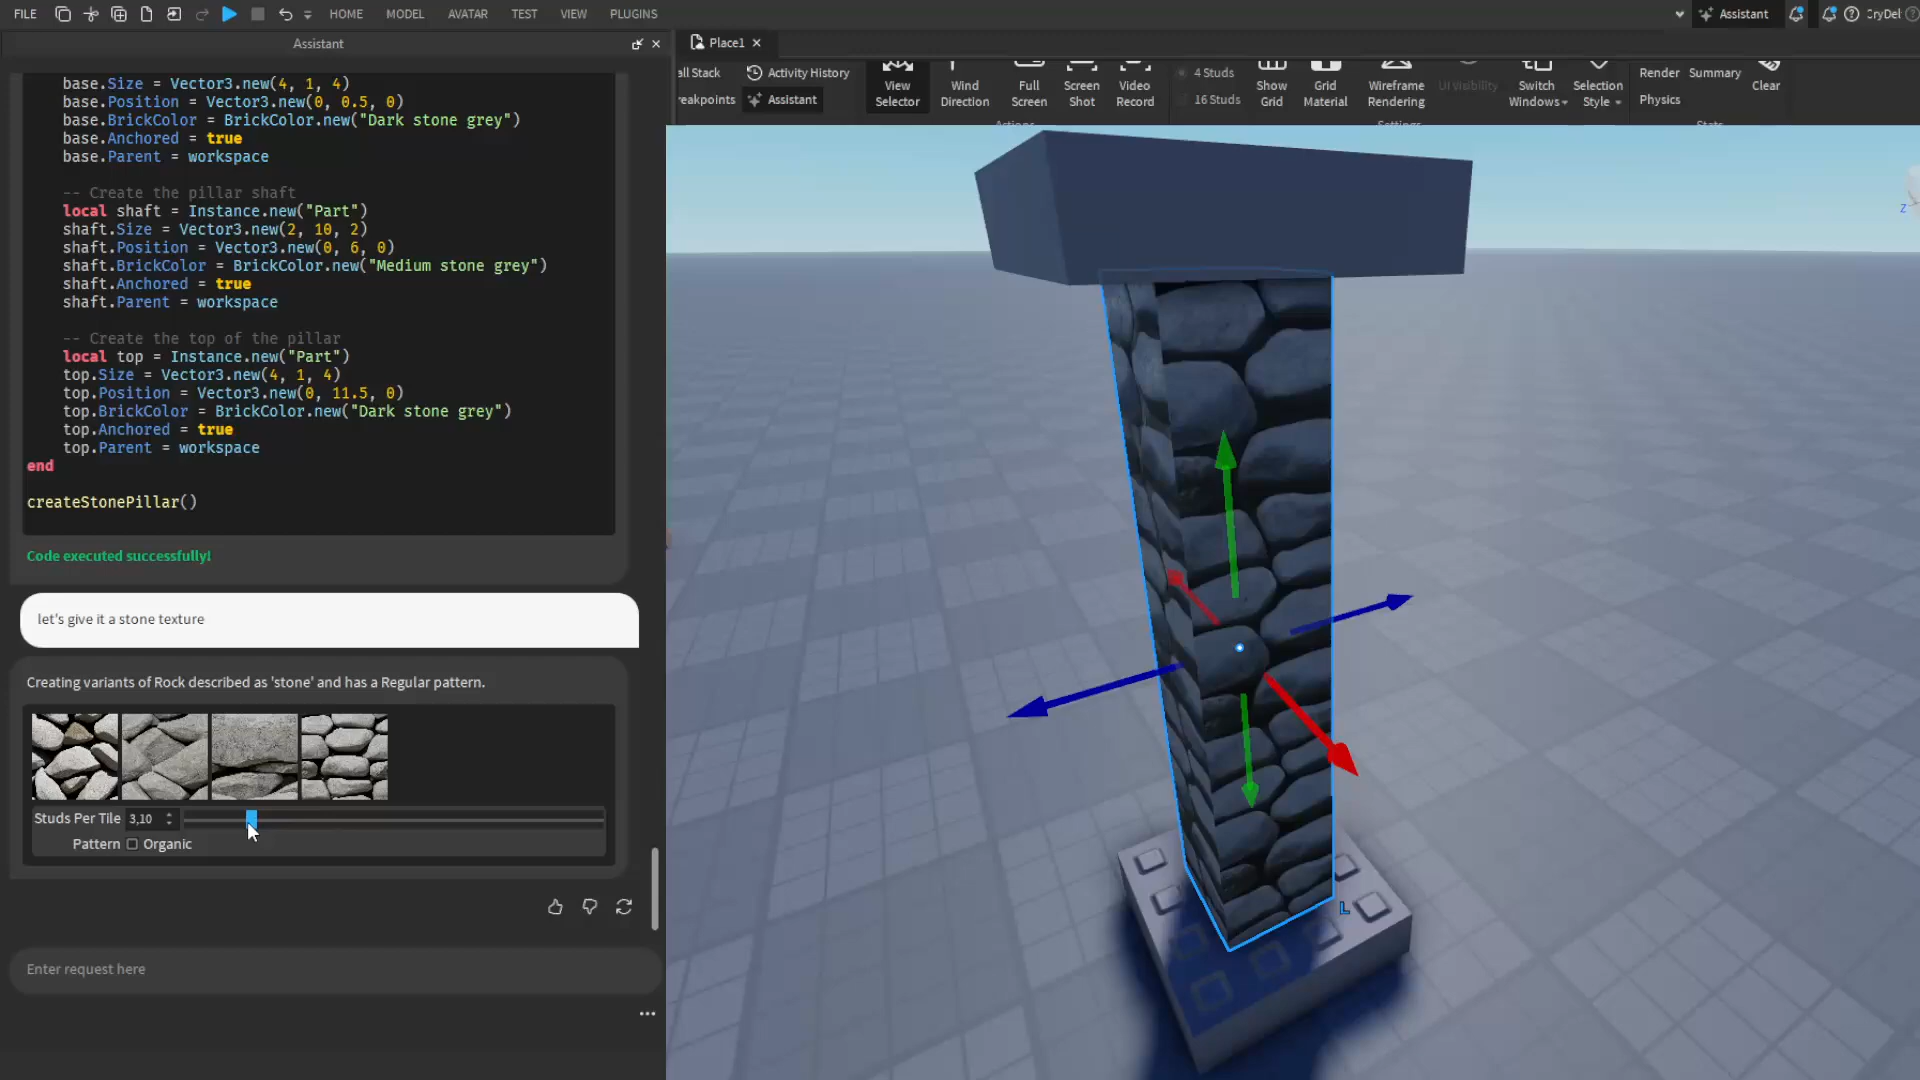 FILE HOME MODEL AVATAR TEST VIEW PLUGINS Assistant CryDel
Assistant
Place1
all Stack Activity History
reakpoints Assistant
View Selector
Wind Direction
Full Screen
Screen Shot
Video Record
Actions
4 Studs
16 Studs
Show Grid
Grid Material
Wireframe Rendering
UI Visibility
Switch Windows
Selection Style
Settings
Render Summary
Physics
Clear
Stats
base.Size = Vector3.new(4, 1, 4)
base.Position = Vector3.new(0, 0.5, 0)
base.BrickColor = BrickColor.new("Dark stone grey")
base.Anchored = true
base.Parent = workspace
-- Create the pillar shaft
local shaft = Instance.new("Part")
shaft.Size = Vector3.new(2, 10, 2)
shaft.Position = Vector3.new(0, 6, 0)
shaft.BrickColor = BrickColor.new("Medium stone grey")
shaft.Anchored = true
shaft.Parent = workspace
-- Create the top of the pillar
local top = Instance.new("Part")
top.Size = Vector3.new(4, 1, 4)
top.Position = Vector3.new(0, 11.5, 0)
top.BrickColor = BrickColor.new("Dark stone grey")
top.Anchored = true
top.Parent = workspace
end
createStonePillar()
Code executed successfully!
let's give it a stone texture
Creating variants of Rock described as 'stone' and has a Regular pattern.
Studs Per Tile 3,10
Pattern Organic
Enter request here
Z
L